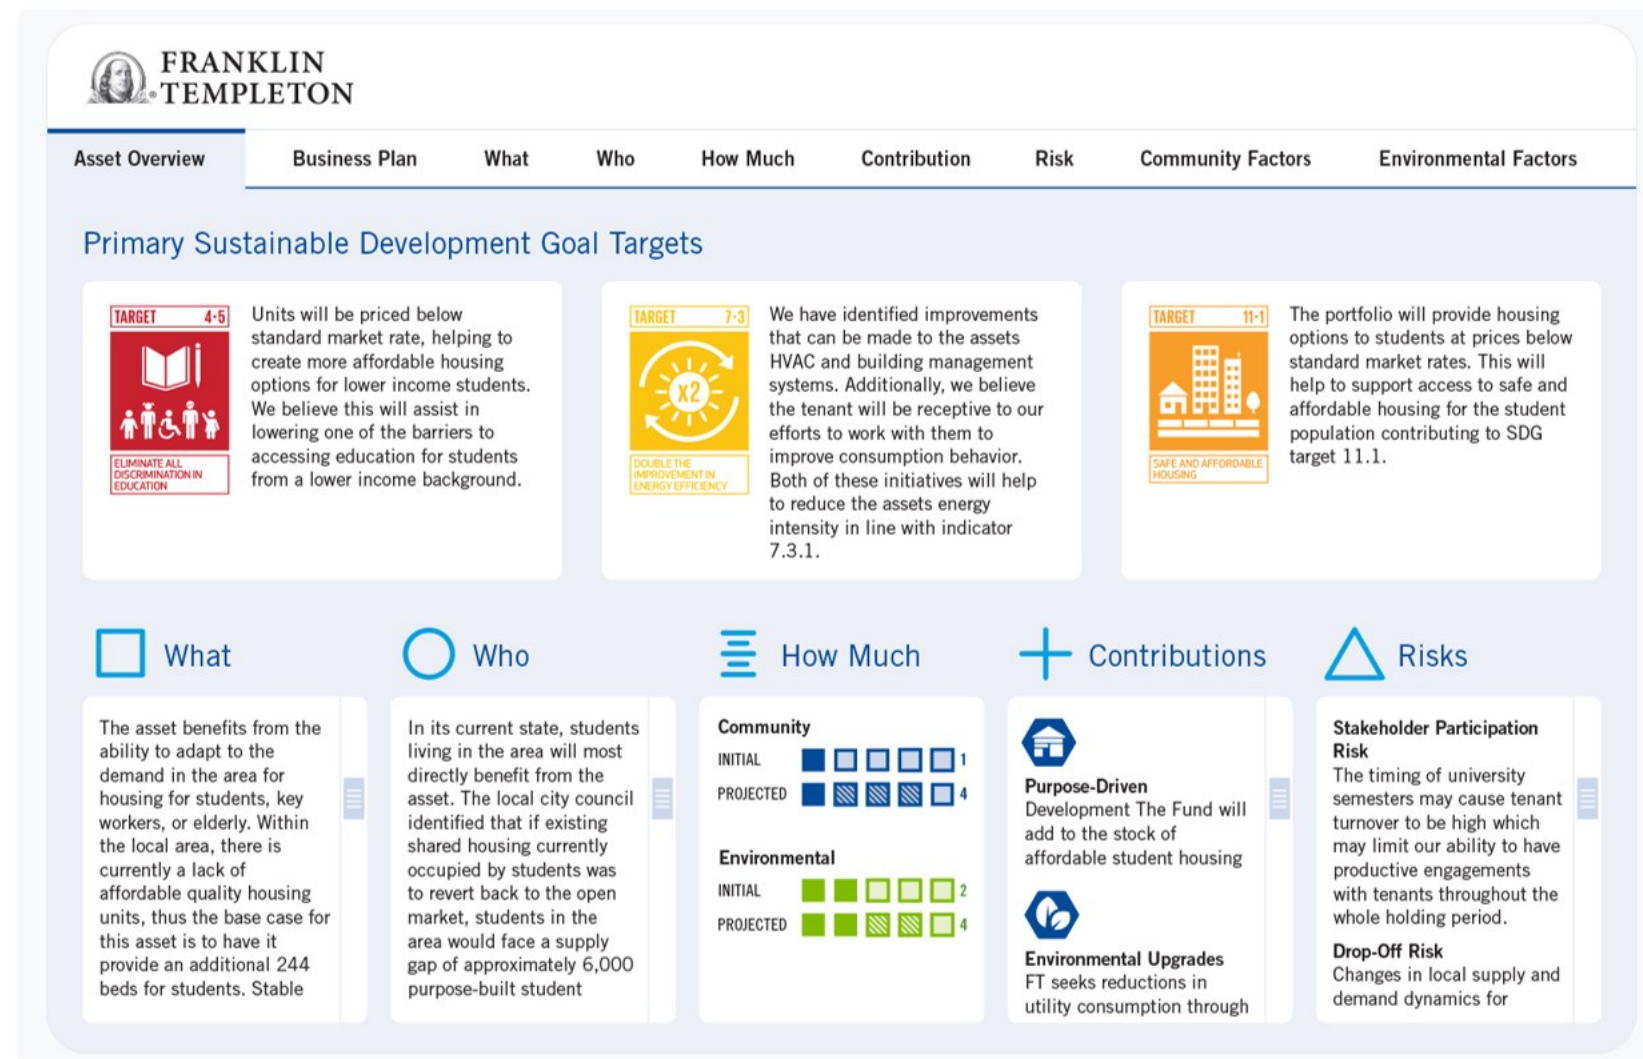 FRANKLIN
TEMPLETON
Asset Overview
Business Plan
What
Who
How Much
Contribution
Risk
Community Factors
Environmental Factors
Primary Sustainable Development Goal Targets
TARGET 4·5
ELIMINATE ALL
DISCRIMINATION IN
EDUCATION
Units will be priced below
standard market rate, helping to
create more affordable housing
options for lower income students.
We believe this will assist in
lowering one of the barriers to
accessing education for students
from a lower income background.
TARGET 7·3
X2
DOUBLE THE
IMPROVEMENT IN
ENERGY EFFICIENCY
We have identified improvements
that can be made to the assets
HVAC and building management
systems. Additionally, we believe
the tenant will be receptive to our
efforts to work with them to
improve consumption behavior.
Both of these initiatives will help
to reduce the assets energy
intensity in line with indicator
7.3.1.
TARGET 11·1
SAFE AND AFFORDABLE
HOUSING
The portfolio will provide housing
options to students at prices below
standard market rates. This will
help to support access to safe and
affordable housing for the student
population contributing to SDG
target 11.1.
What
The asset benefits from the
ability to adapt to the
demand in the area for
housing for students, key
workers, or elderly. Within
the local area, there is
currently a lack of
affordable quality housing
units, thus the base case for
this asset is to have it
provide an additional 244
beds for students. Stable
Who
In its current state, students
living in the area will most
directly benefit from the
asset. The local city council
identified that if existing
shared housing currently
occupied by students was
to revert back to the open
market, students in the
area would face a supply
gap of approximately 6,000
purpose-built student
How Much
Community
INITIAL 1
PROJECTED 4
Environmental
INITIAL 2
PROJECTED 4
Contributions
Purpose-Driven
Development The Fund will
add to the stock of
affordable student housing
Environmental Upgrades
FT seeks reductions in
utility consumption through
Risks
Stakeholder Participation
Risk
The timing of university
semesters may cause tenant
turnover to be high which
may limit our ability to have
productive engagements
with tenants throughout the
whole holding period.
Drop-Off Risk
Changes in local supply and
demand dynamics for